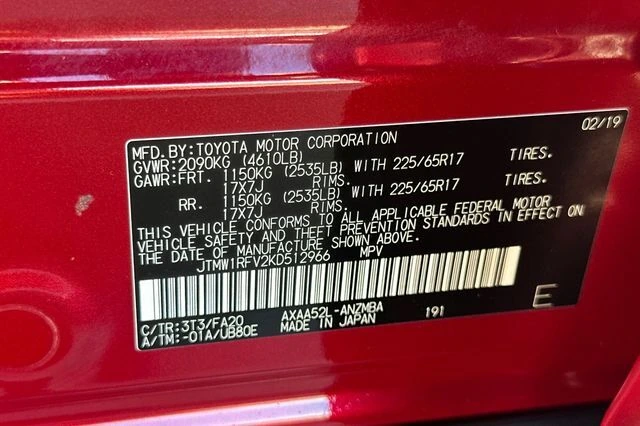 MFD.BY:TOYOTA MOTOR CORPORATION 02/19
GVWR:2090KG (4610LB)
GAWR:FRT. 1150KG (2535LB) WITH 225/65R17 TIRES.
17X7J RIMS.
RR. 1150KG (2535LB) WITH 225/65R17 TIRES.
17X7J RIMS.
THIS VEHICLE CONFORMS TO ALL APPLICABLE FEDERAL MOTOR
VEHICLE SAFETY AND THEFT PREVENTION STANDARDS IN EFFECT ON
THE DATE OF MANUFACTURE SHOWN ABOVE.
JTMW1RFV2KD512966 MPV
C/TR:3T3/FA20 AXAA52L-ANZMBA 191 E
A/TM:-01A/UB80E MADE IN JAPAN